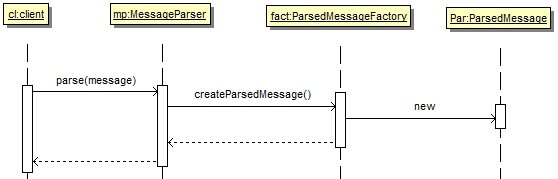 cl:client
mp:MessageParser
fact:ParsedMessageFactory
Par:ParsedMessage
parse(message)
createParsedMessage()
new